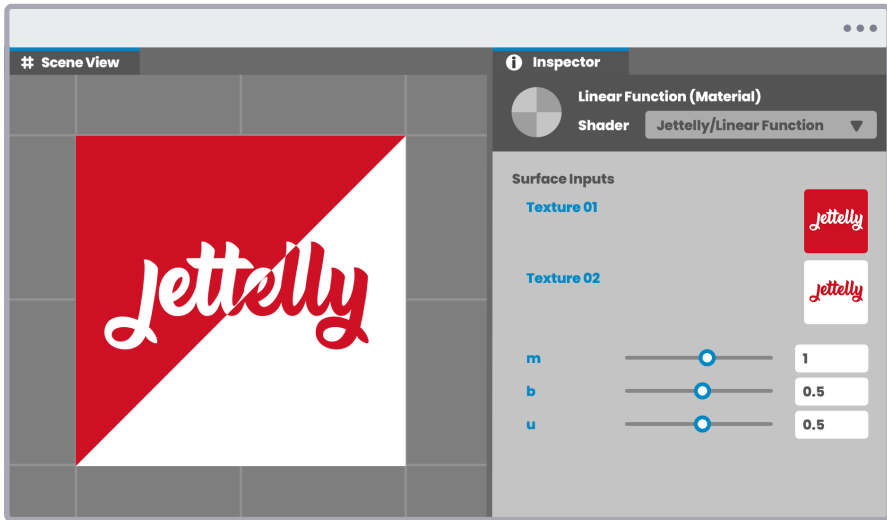 # Scene View
Jettelly
Inspector
Linear Function (Material)
Shader Jettelly/Linear Function
Surface Inputs
Texture 01
Jettelly
Texture 02
Jettelly
m 1
b 0.5
u 0.5